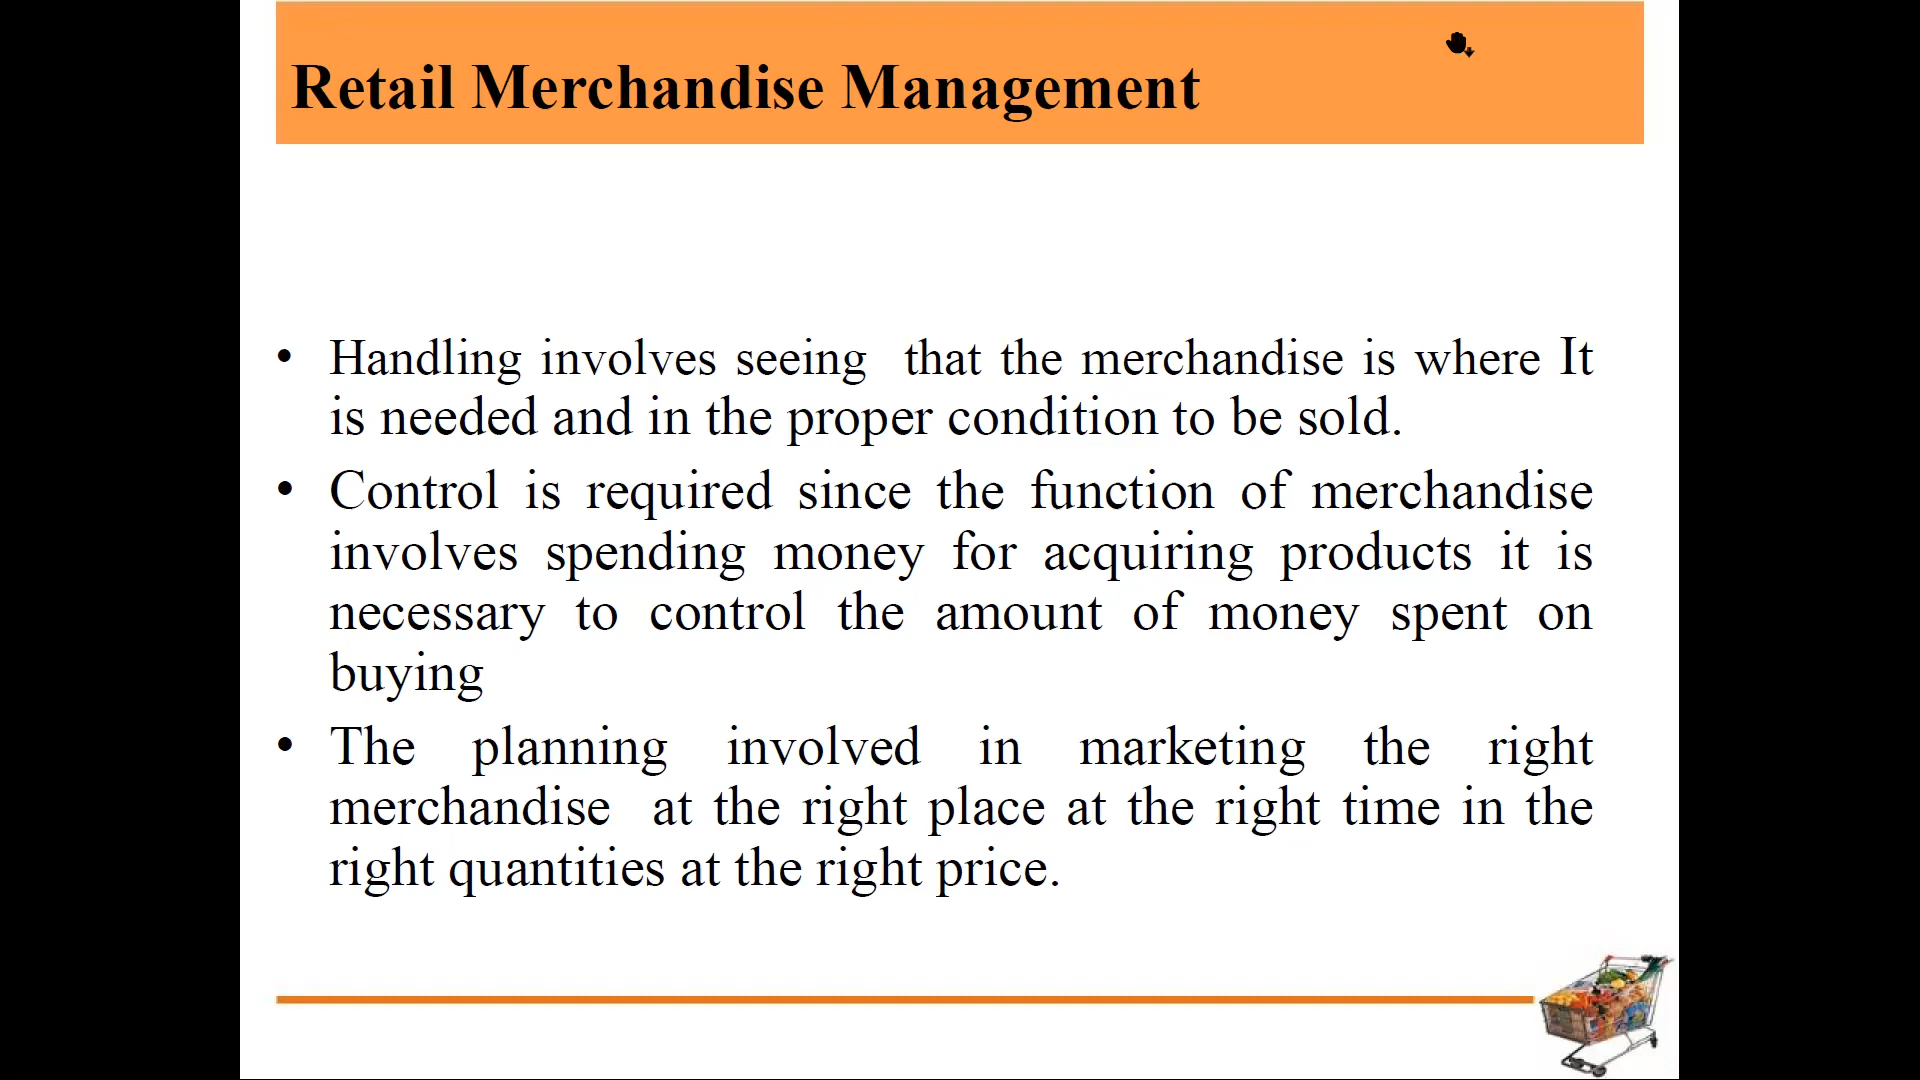 Retail Merchandise Management
• Handling involves seeing that the merchandise is where It
is needed and in the proper condition to be sold.
• Control is required since the function of merchandise
involves spending money for acquiring products it is
necessary to control the amount of money spent on
buying
• The planning involved in marketing the right
merchandise at the right place at the right time in the
right quantities at the right price.